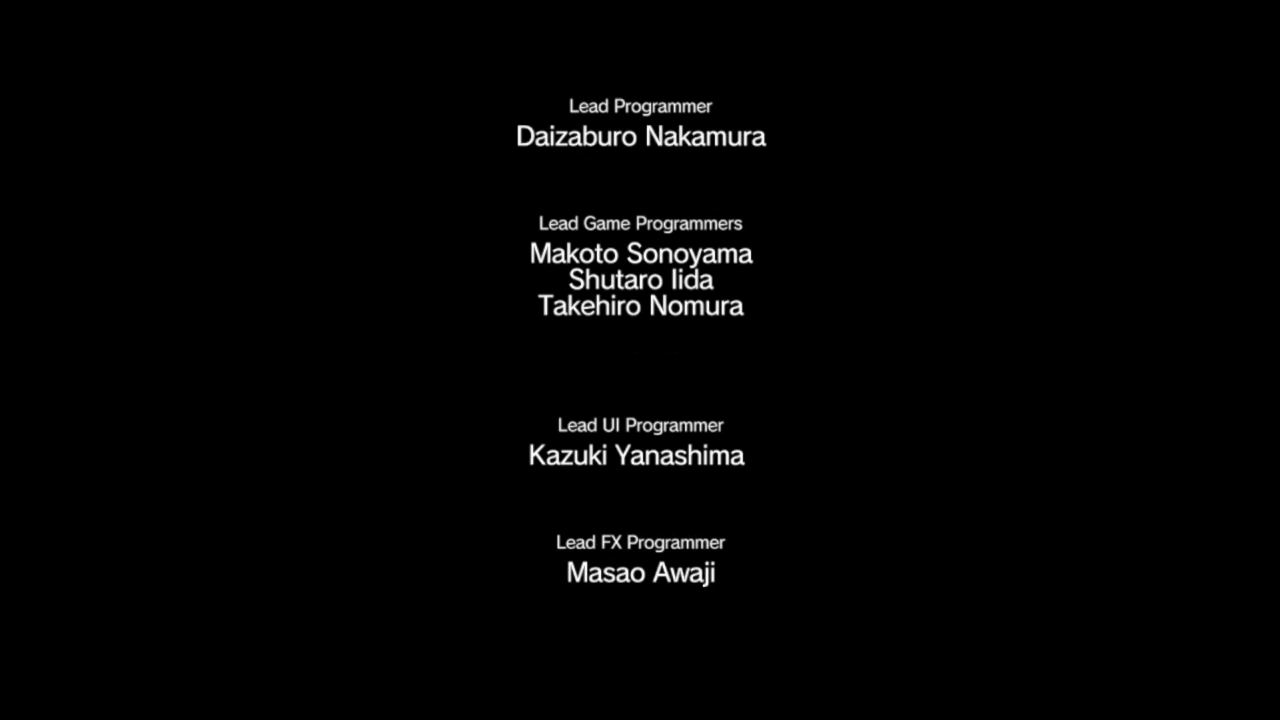 Lead Programmer
Daizaburo Nakamura
Lead Game Programmers
Makoto Sonoyama
Shutaro Iida
Takehiro Nomura
Lead UI Programmer
Kazuki Yanashima
Lead FX Programmer
Masao Awaji